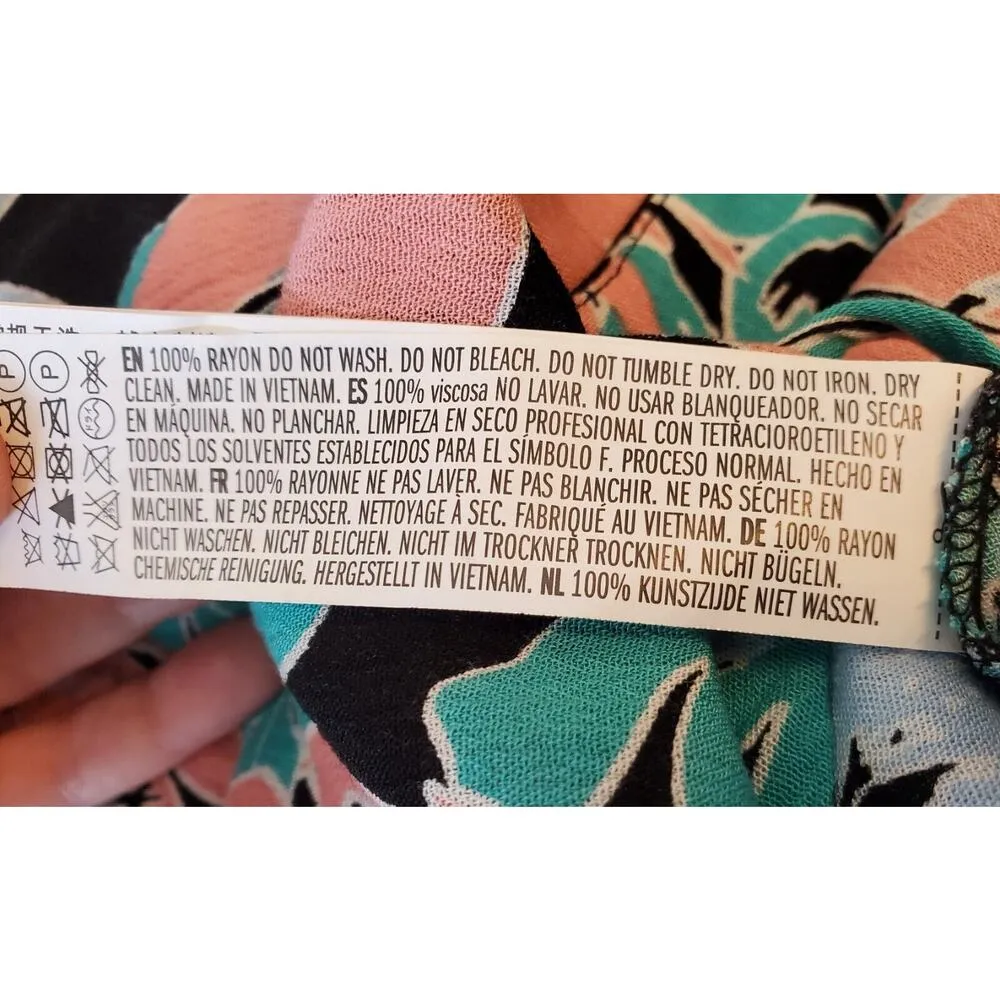 EN 100% RAYON DO NOT WASH. DO NOT BLEACH. DO NOT TUMBLE DRY. DO NOT IRON. DRY
CLEAN. MADE IN VIETNAM. ES 100% viscosa NO LAVAR. NO USAR BLANQUEADOR. NO SECAR
EN MÁQUINA. NO PLANCHAR. LIMPIEZA EN SECO PROFESIONAL CON TETRACIOROETILENO Y
TODOS LOS SOLVENTES ESTABLECIDOS PARA EL SÍMBOLO F. PROCESO NORMAL. HECHO EN
VIETNAM. FR 100% RAYONNE NE PAS LAVER. NE PAS BLANCHIR. NE PAS SÉCHER EN
MACHINE. NE PAS REPASSER. NETTOYAGE À SEC. FABRIQUÉ AU VIETNAM. DE 100% RAYON
NICHT WASCHEN. NICHT BLEICHEN. NICHT IM TROCKNER TROCKNEN. NICHT BÜGELN.
CHEMISCHE REINIGUNG. HERGESTELLT IN VIETNAM. NL 100% KUNSTZIJDE NIET WASSEN.
P
P